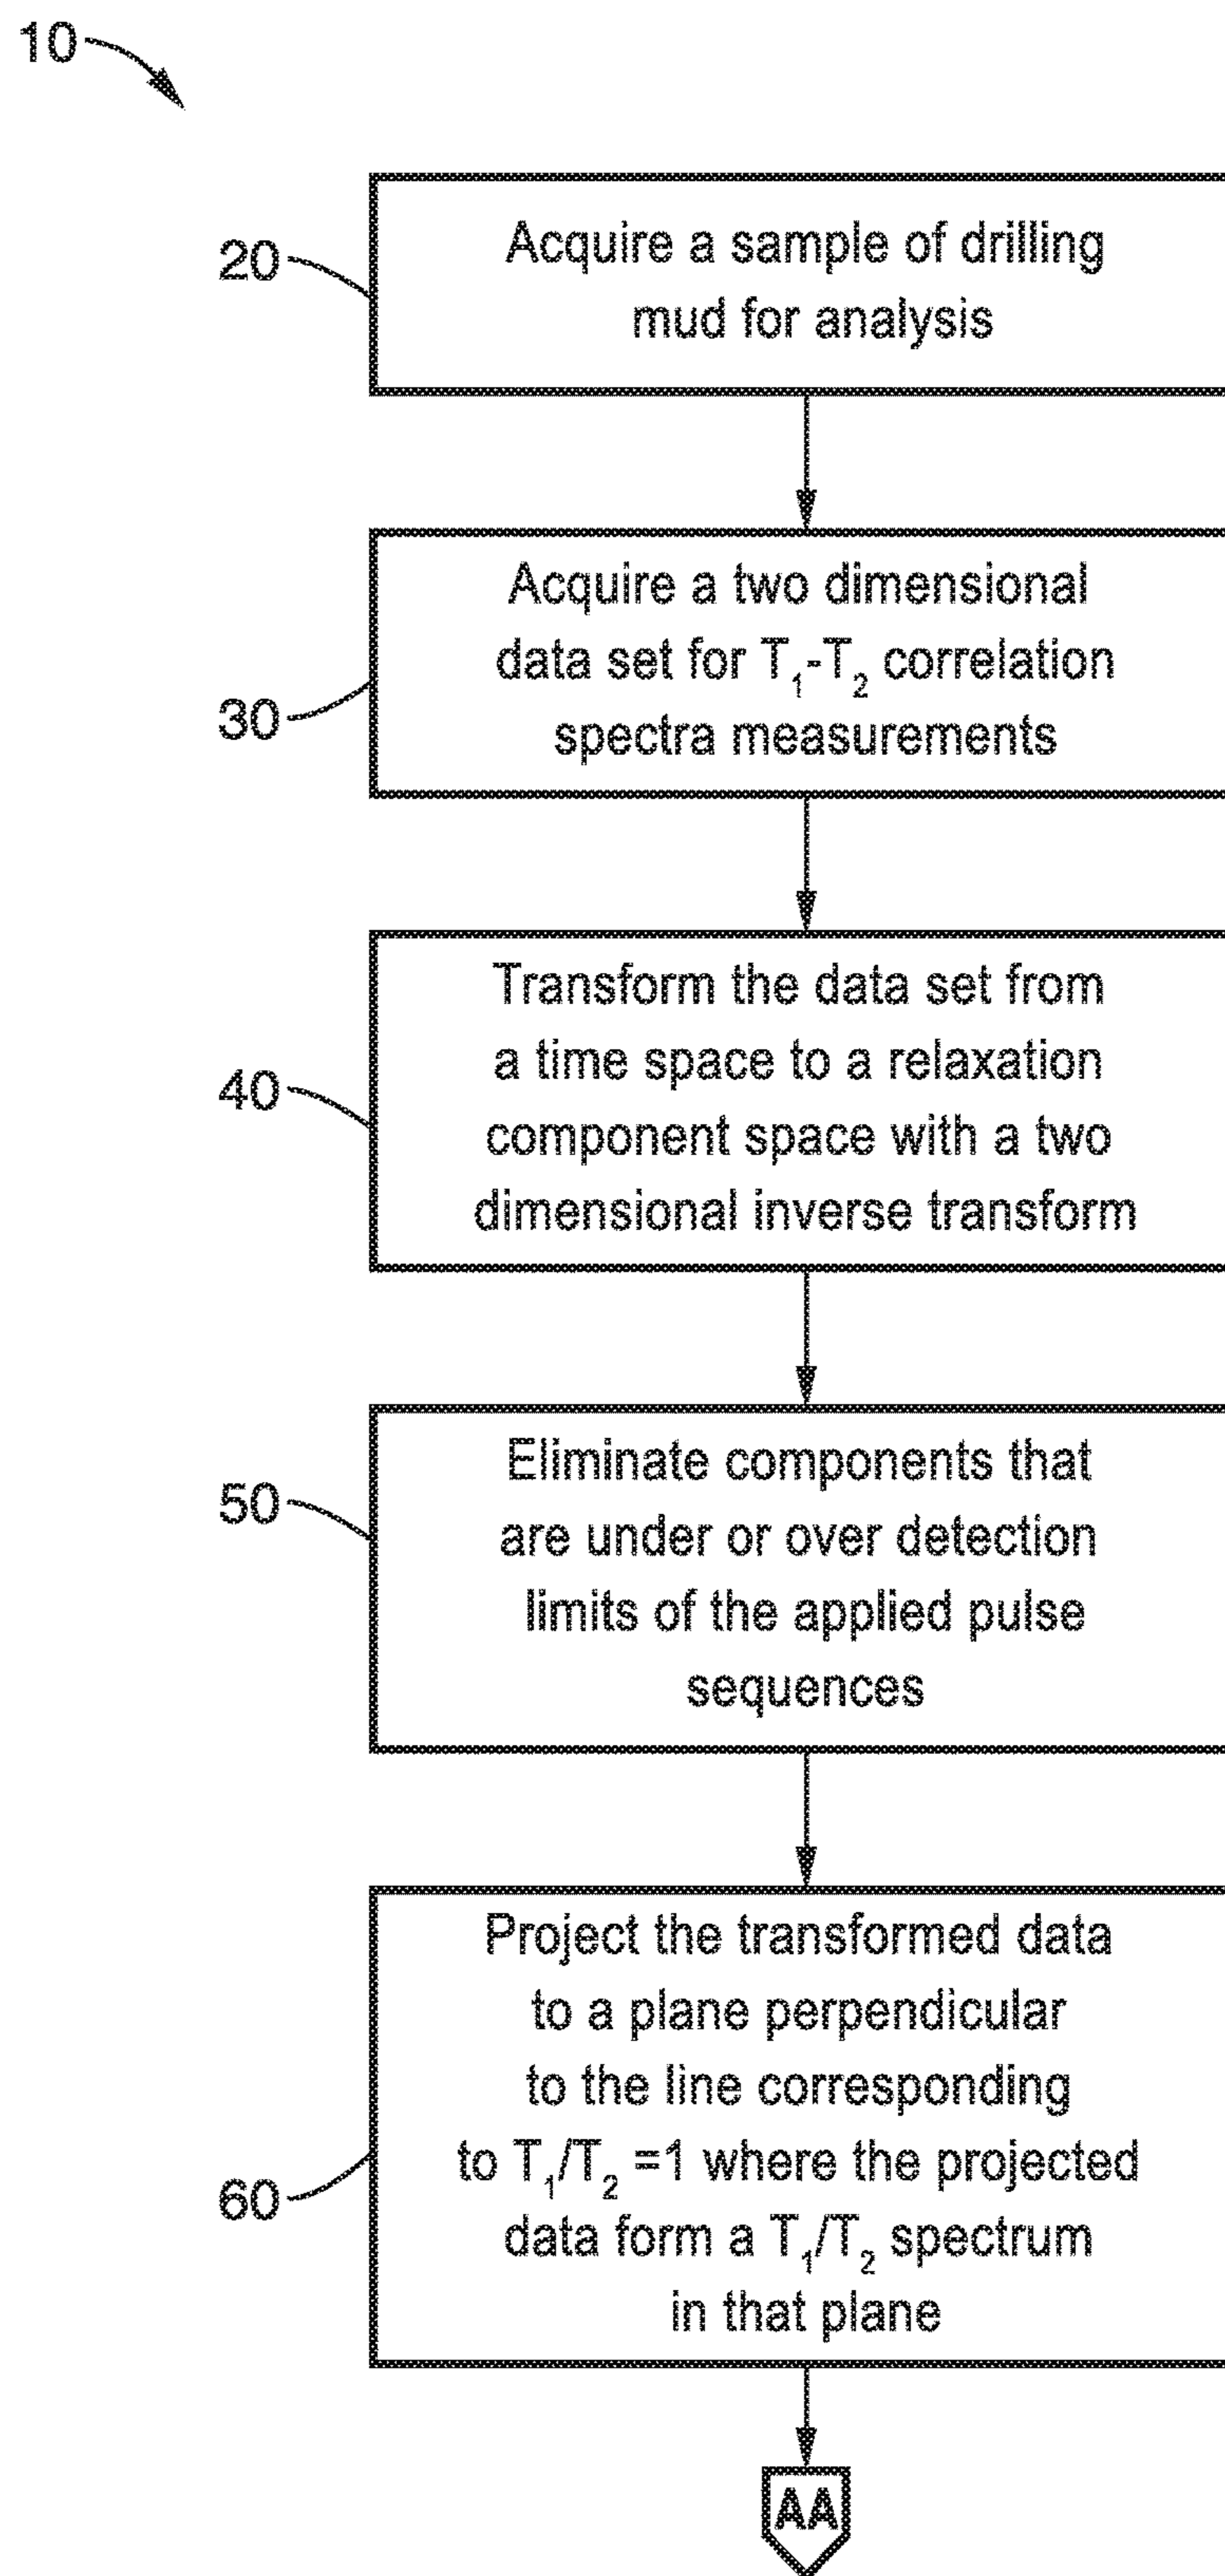 10
20
Acquire a sample of drilling
mud for analysis
30
Acquire a two dimensional
data set for T₁-T₂ correlation
spectra measurements
40
Transform the data set from
a time space to a relaxation
component space with a two
dimensional inverse transform
50
Eliminate components that
are under or over detection
limits of the applied pulse
sequences
60
Project the transformed data
to a plane perpendicular
to the line corresponding
to T₁/T₂ =1 where the projected
data form a T₁/T₂ spectrum
in that plane
AA